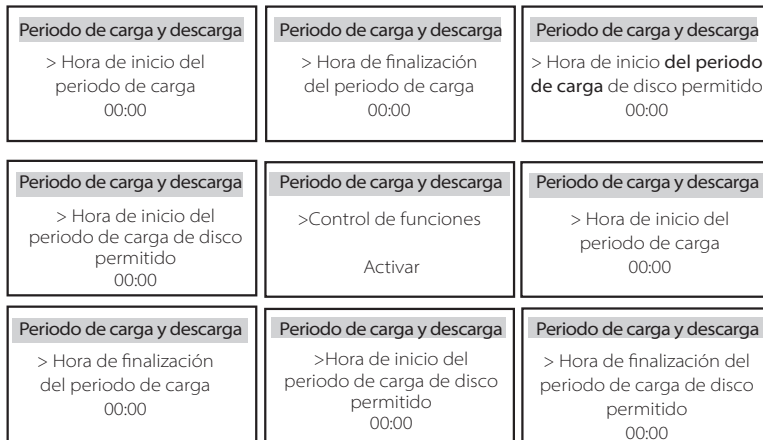 Periodo de carga y descarga
> Hora de inicio del
periodo de carga
00:00
Periodo de carga y descarga
> Hora de finalización
del periodo de carga
00:00
Periodo de carga y descarga
> Hora de inicio del periodo
de carga de disco permitido
00:00
Periodo de carga y descarga
> Hora de inicio del
periodo de carga de disco
permitido
00:00
Periodo de carga y descarga
>Control de funciones
Activar
Periodo de carga y descarga
> Hora de inicio del
periodo de carga
00:00
Periodo de carga y descarga
> Hora de finalización
del periodo de carga
00:00
Periodo de carga y descarga
>Hora de inicio del
periodo de carga de disco
permitido
00:00
Periodo de carga y descarga
> Hora de finalización del
periodo de carga de disco
permitido
00:00